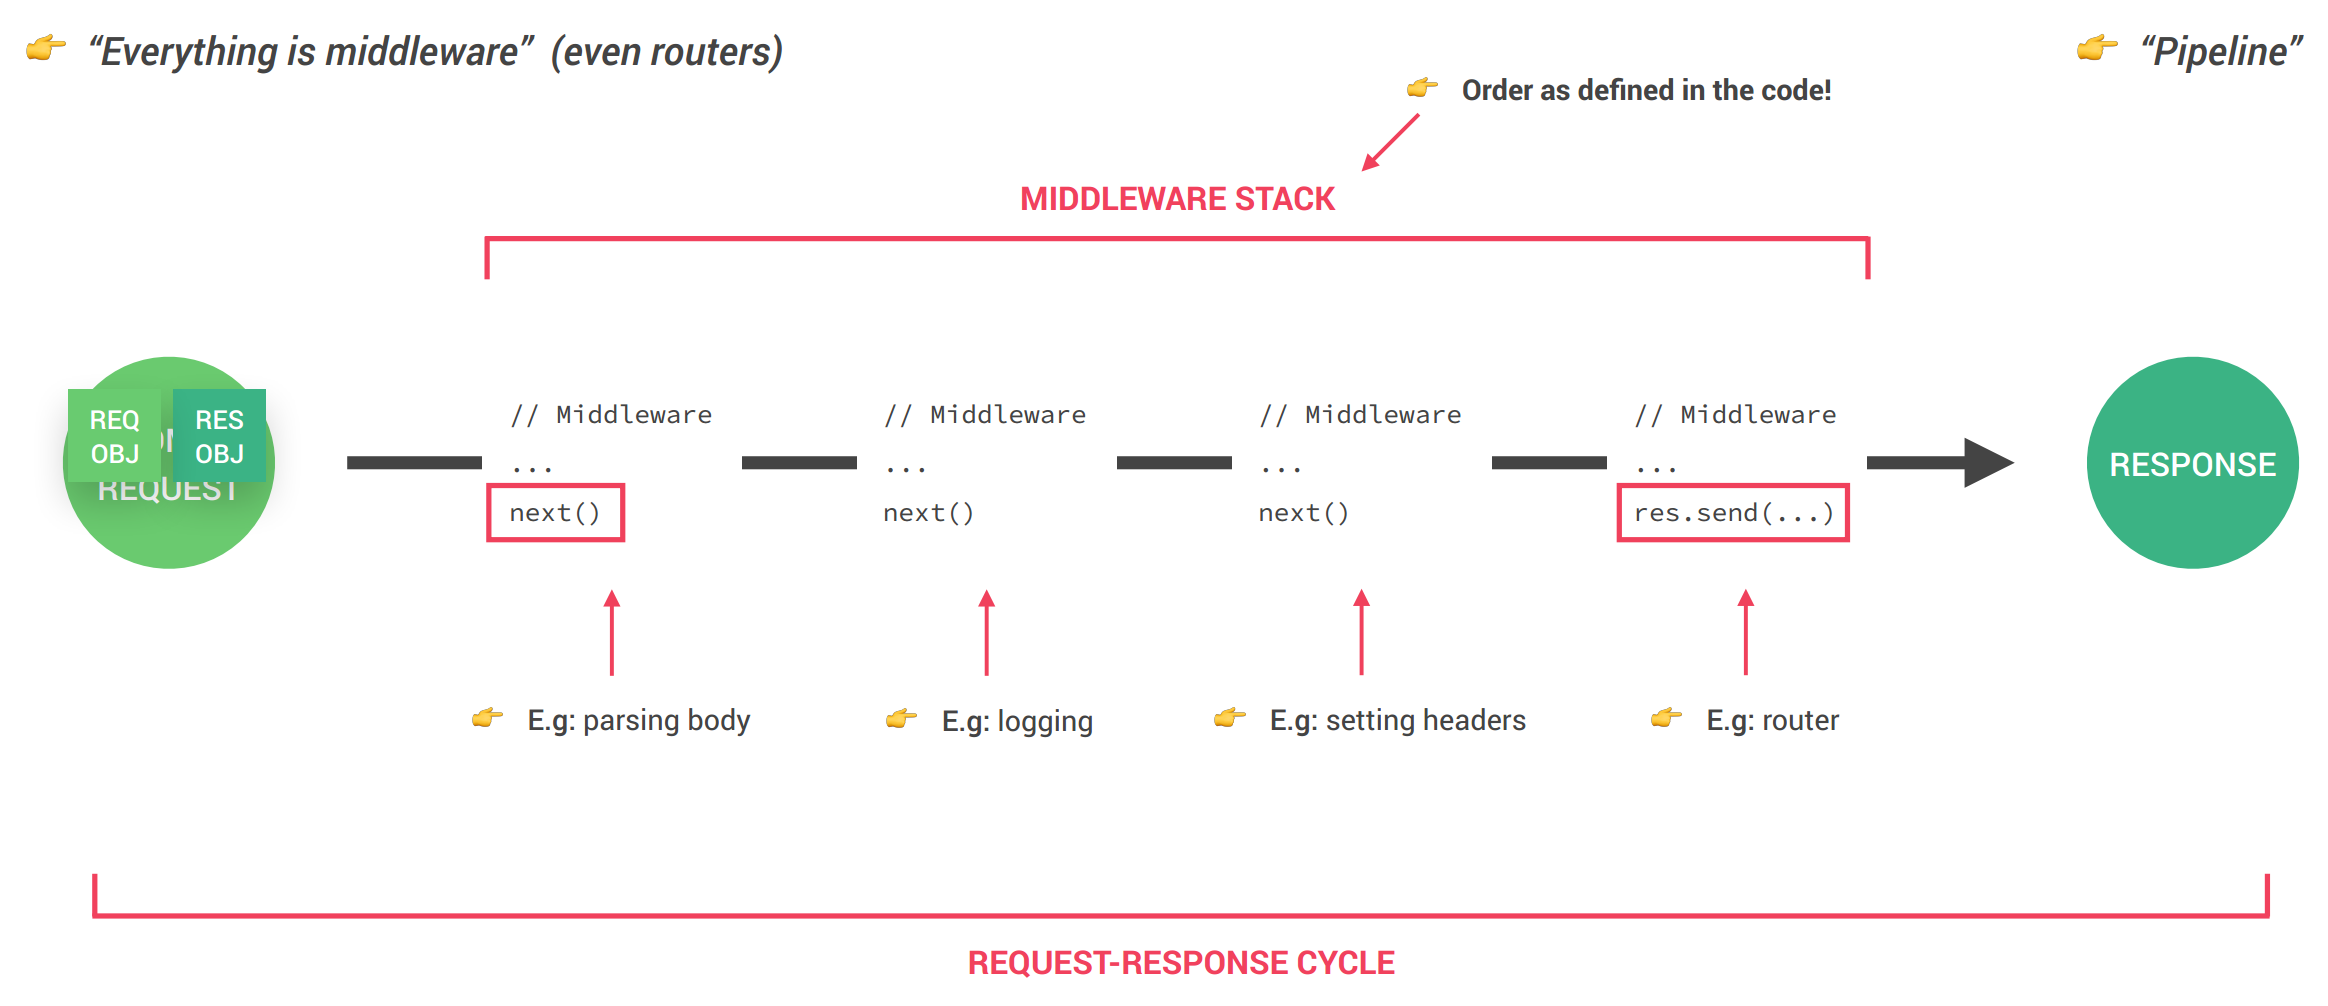 “Everything is middleware” (even routers)
“Pipeline”
Order as defined in the code!
MIDDLEWARE STACK
REQ
OBJ
RES
OBJ
REQUEST
// Middleware
...
next()
// Middleware
...
next()
// Middleware
...
next()
// Middleware
...
res.send(...)
RESPONSE
E.g: parsing body
E.g: logging
E.g: setting headers
E.g: router
REQUEST-RESPONSE CYCLE